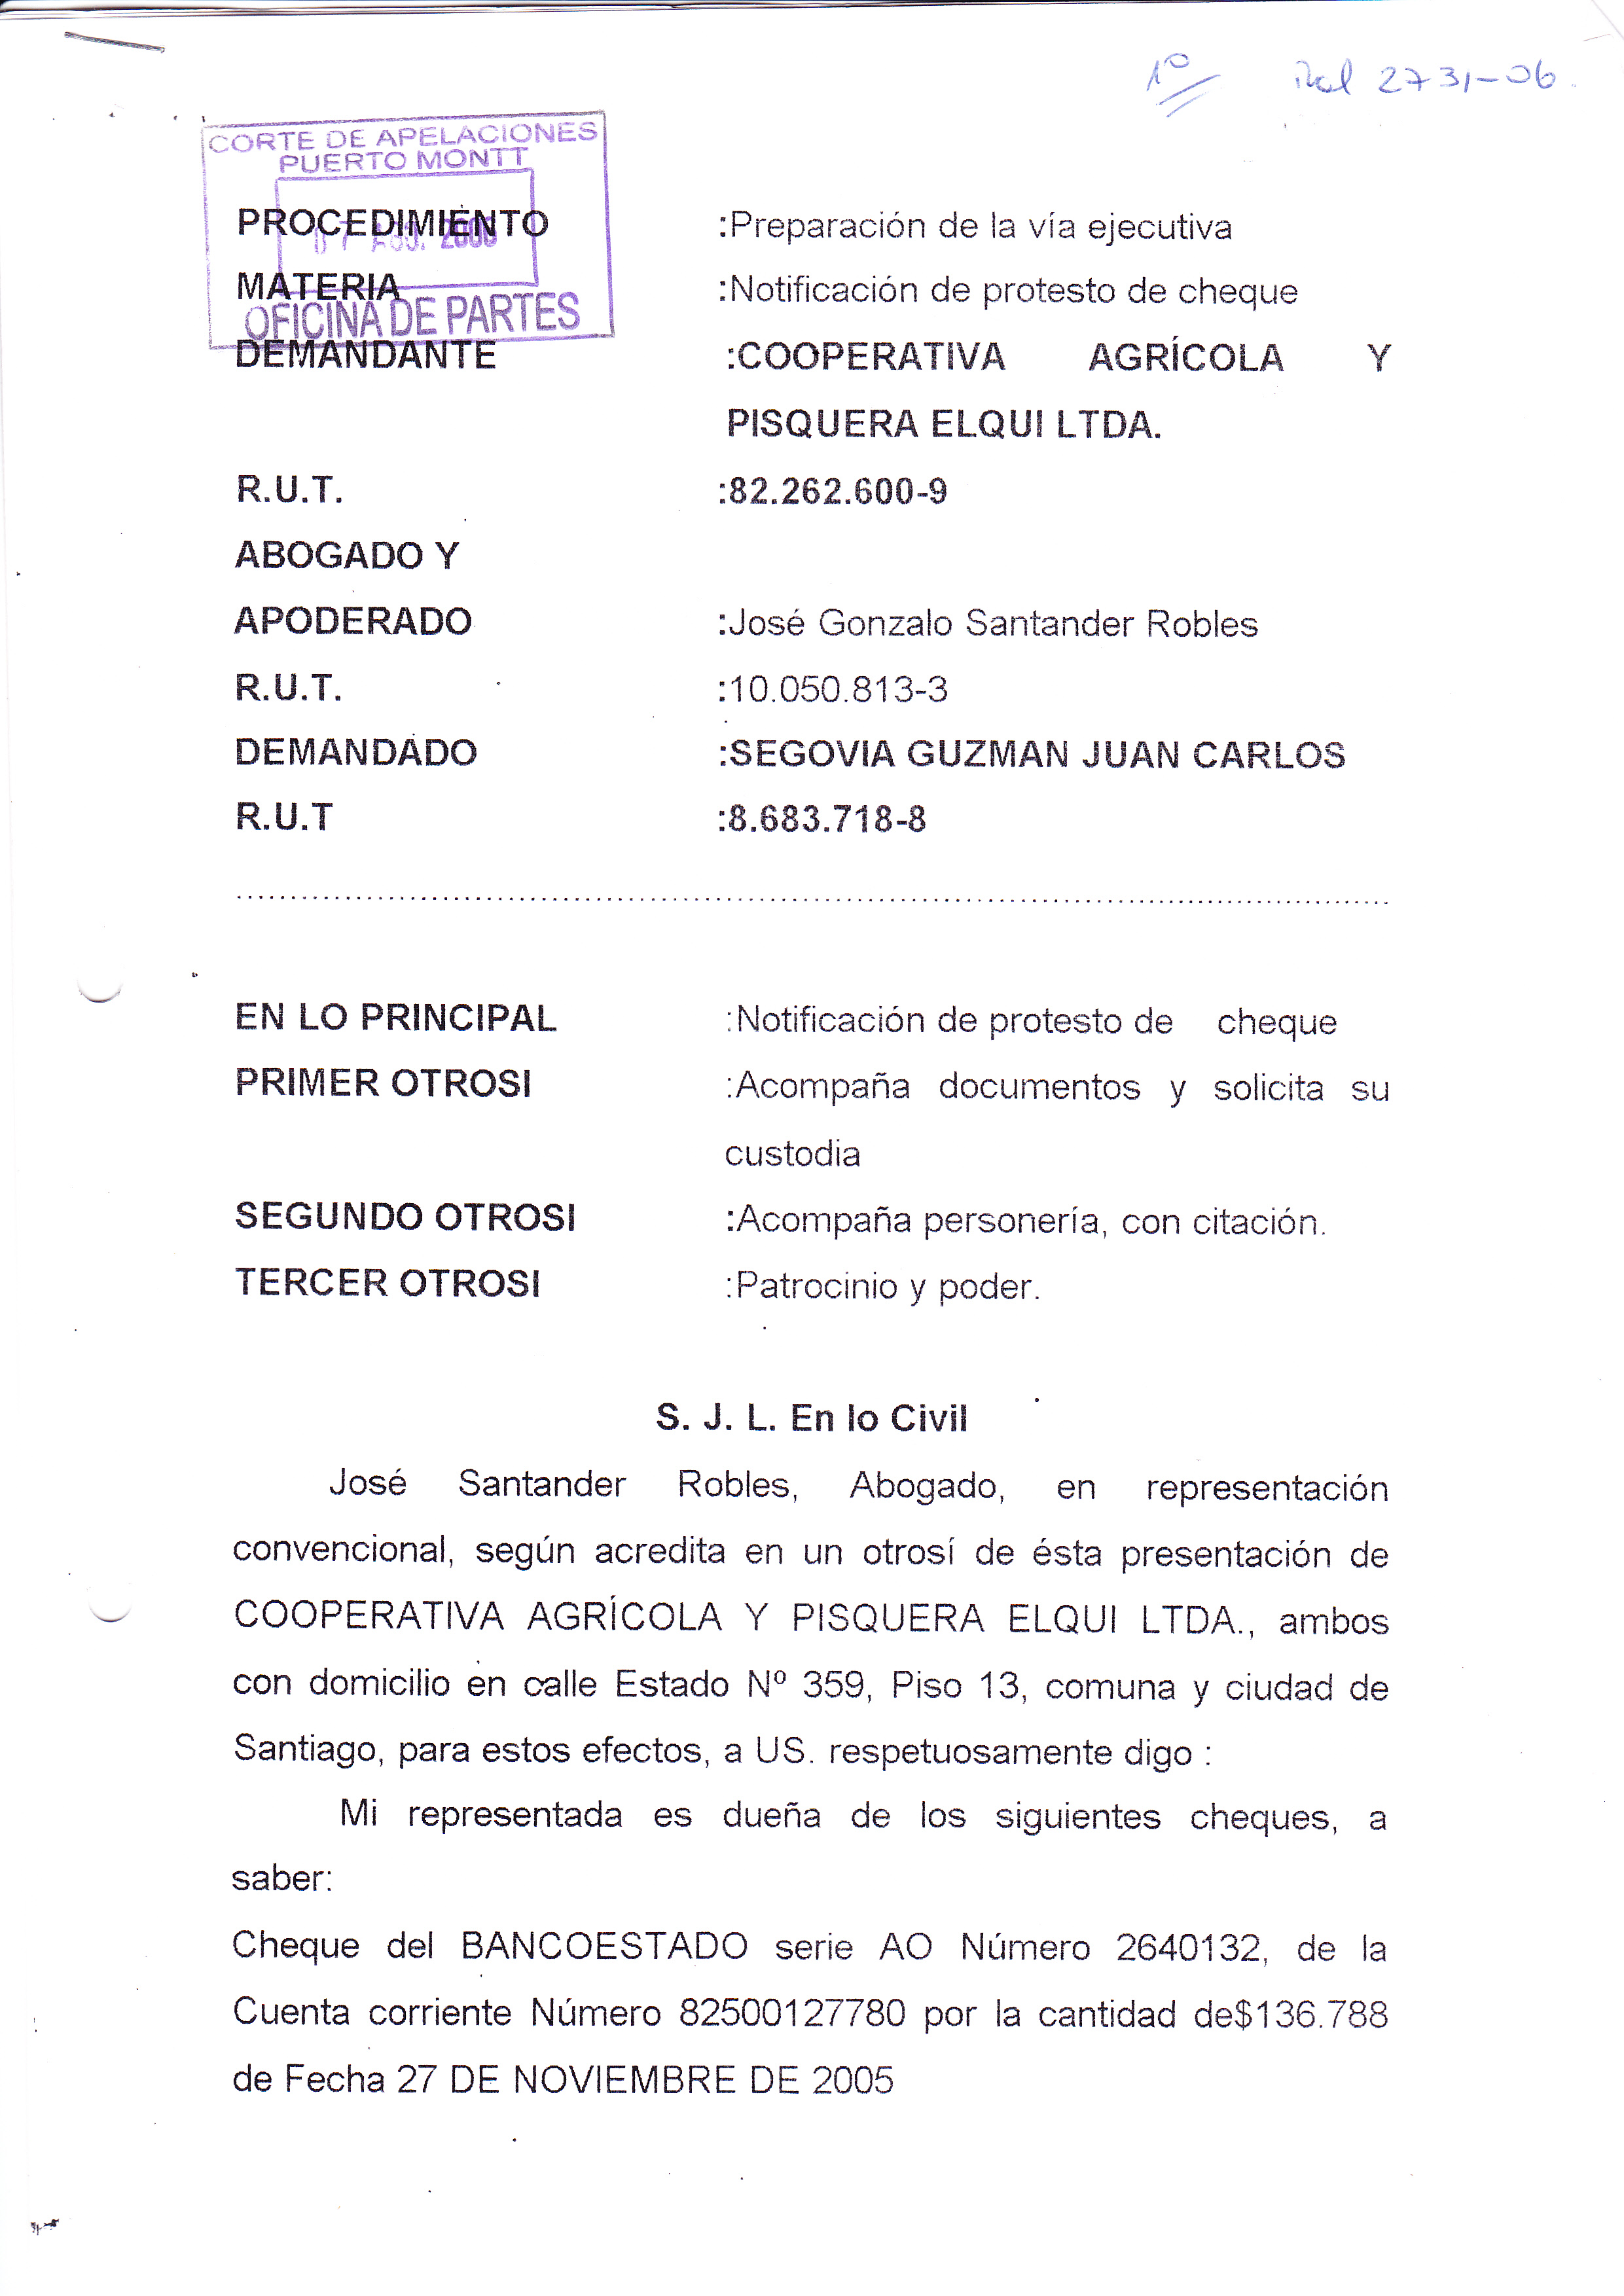 1º Rol 2731-06
CORTE DE APELACIONES
PUERTO MONTT
PROCEDIMIENTO :Preparación de la vía ejecutiva
07 AGO. 2006
MATERIA :Notificación de protesto de cheque
OFICINA DE PARTES
DEMANDANTE :COOPERATIVA AGRÍCOLA Y
PISQUERA ELQUI LTDA.
R.U.T. :82.262.600-9
ABOGADO Y
APODERADO :José Gonzalo Santander Robles
R.U.T. :10.050.813-3
DEMANDADO :SEGOVIA GUZMAN JUAN CARLOS
R.U.T :8.683.718-8
EN LO PRINCIPAL :Notificación de protesto de cheque
PRIMER OTROSI :Acompaña documentos y solicita su
custodia
SEGUNDO OTROSI :Acompaña personería, con citación.
TERCER OTROSI :Patrocinio y poder.
S. J. L. En lo Civil
José Santander Robles, Abogado, en representación
convencional, según acredita en un otrosí de ésta presentación de
COOPERATIVA AGRÍCOLA Y PISQUERA ELQUI LTDA., ambos
con domicilio en calle Estado Nº 359, Piso 13, comuna y ciudad de
Santiago, para estos efectos, a US. respetuosamente digo :
Mi representada es dueña de los siguientes cheques, a
saber:
Cheque del BANCOESTADO serie AO Número 2640132, de la
Cuenta corriente Número 82500127780 por la cantidad de$136.788
de Fecha 27 DE NOVIEMBRE DE 2005